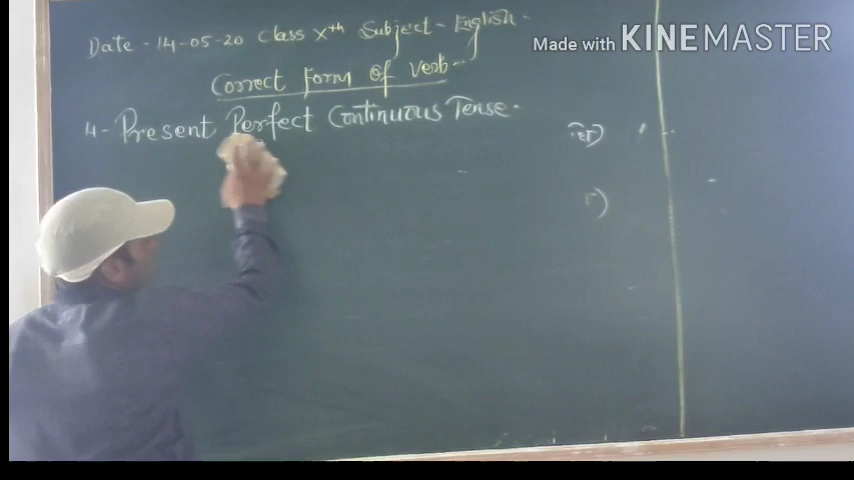 Made with KINEMASTER
Date - 14-05-20 Class Xth Subject - English.
Correct Form Of Verb -
4- Present Perfect Continuous Tense.